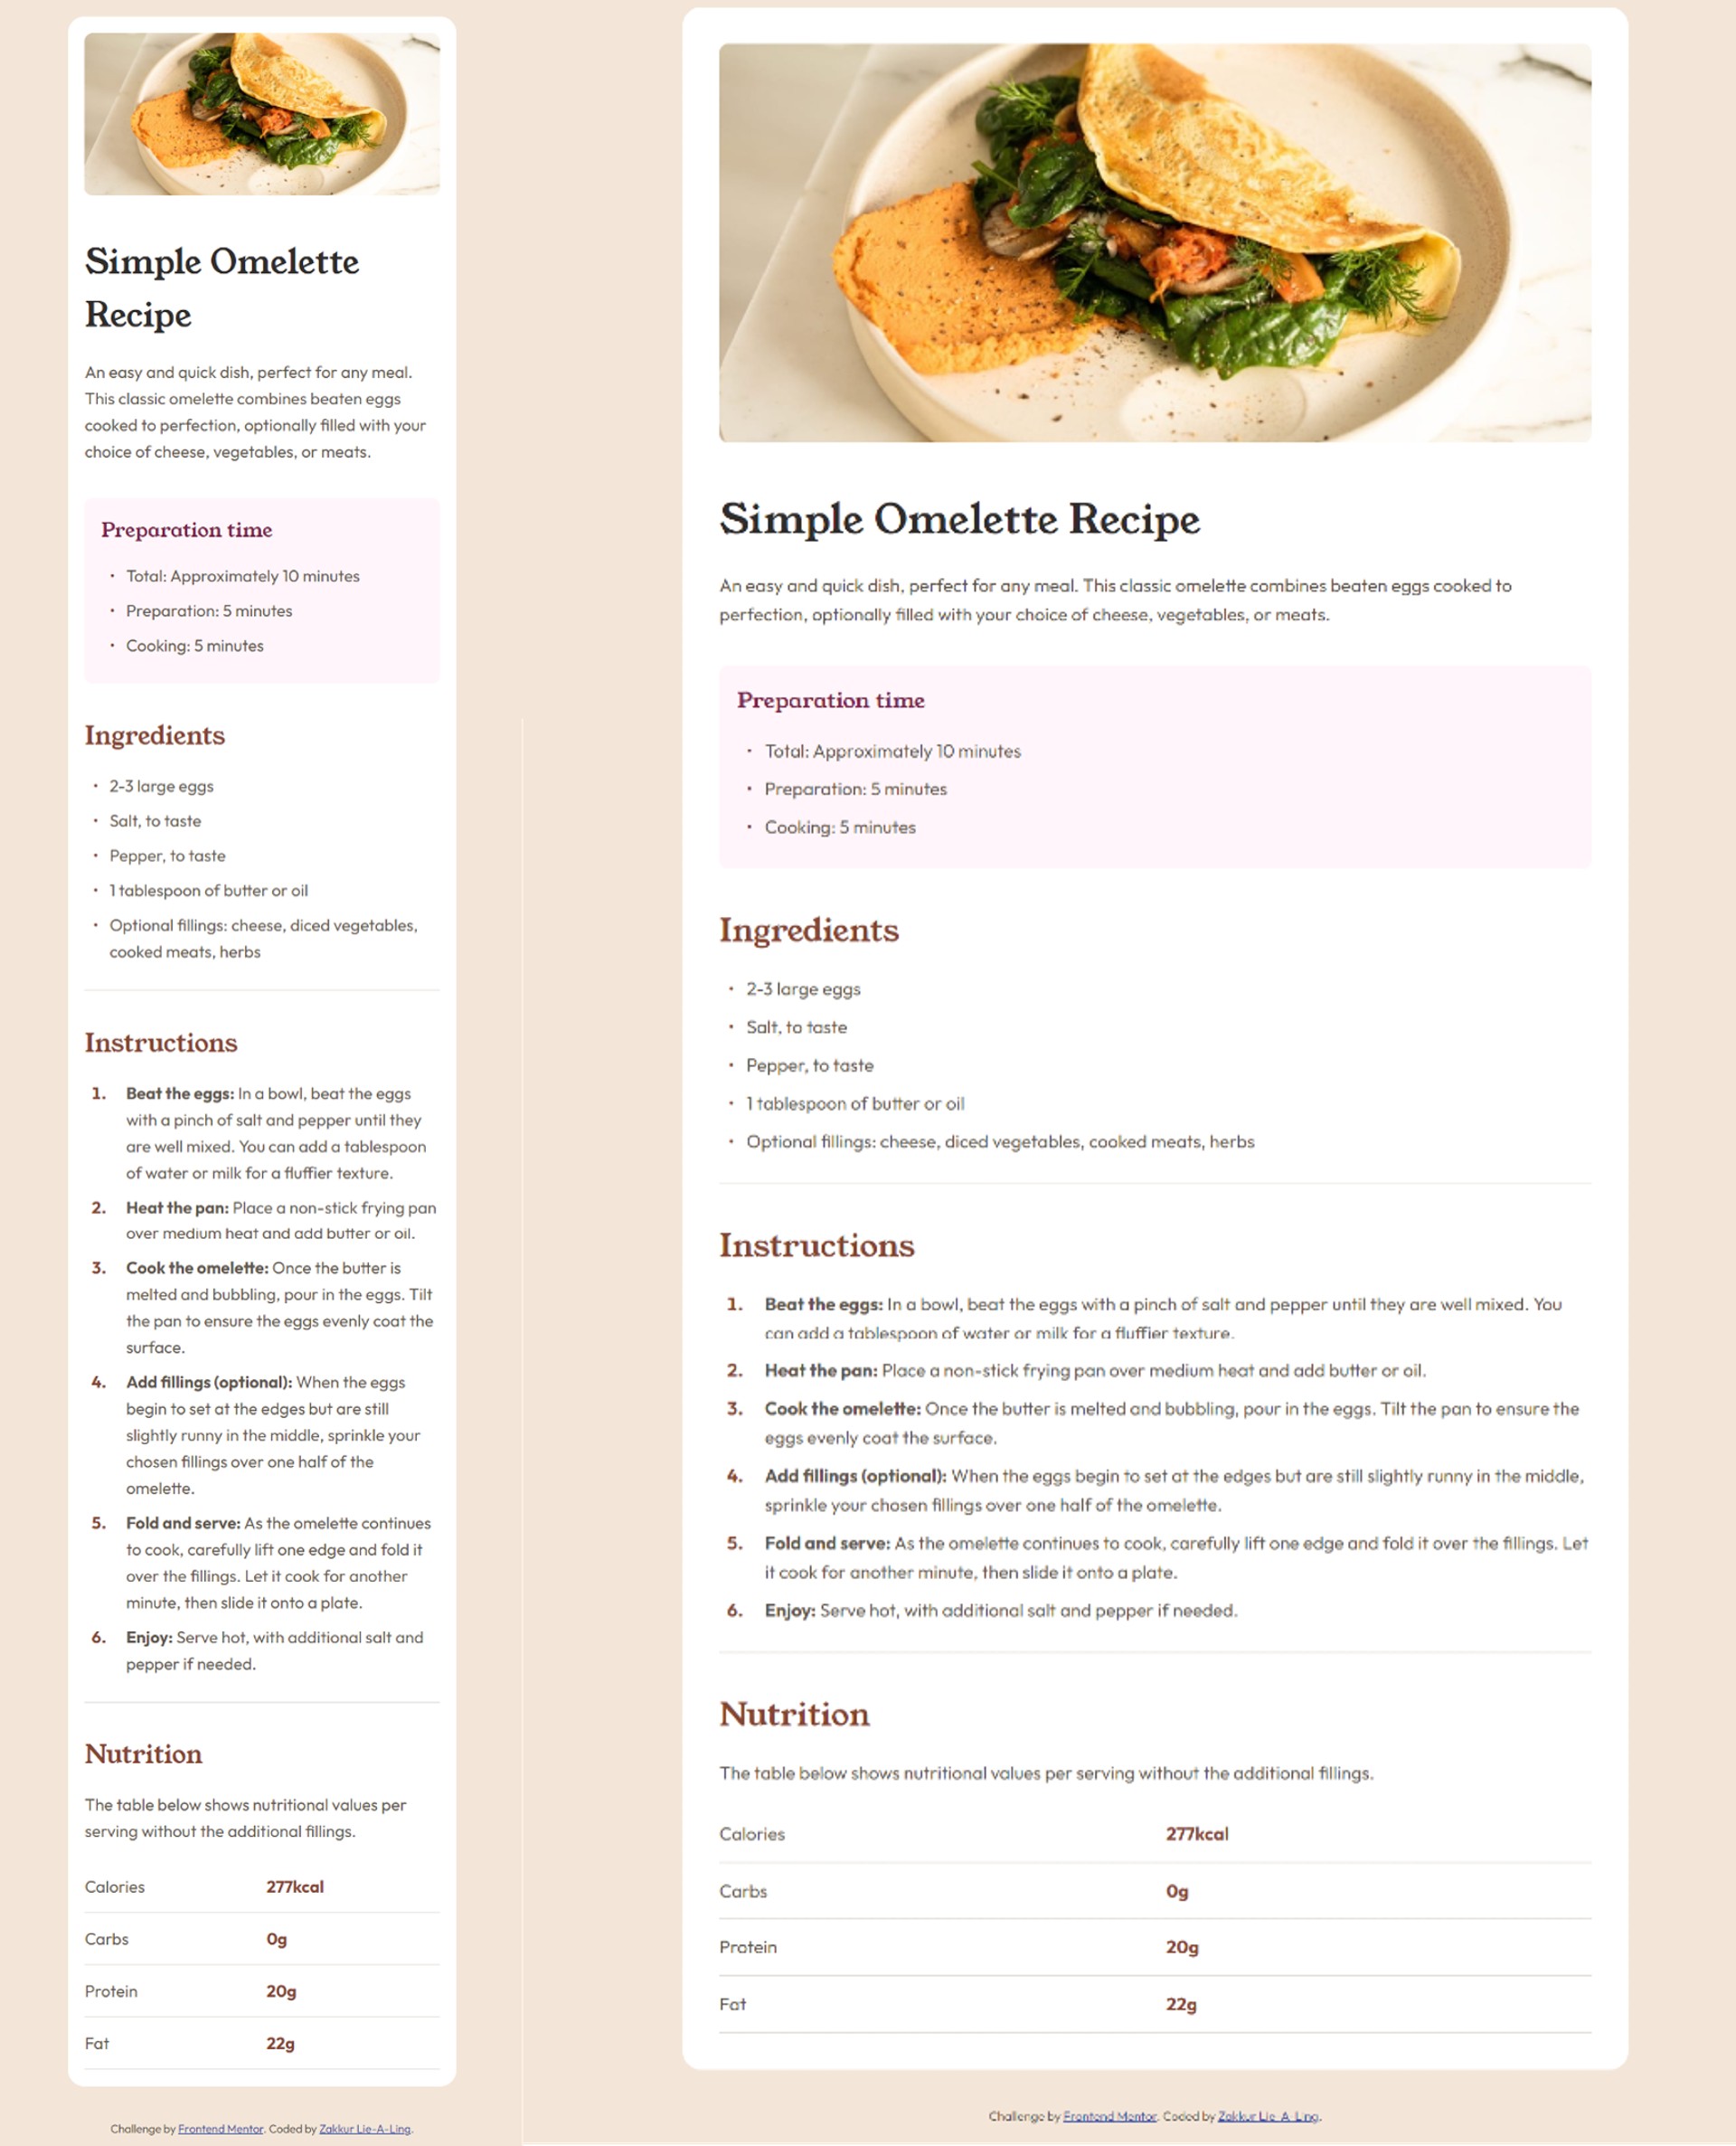 Simple Omelette
Recipe
An easy and quick dish, perfect for any meal.
This classic omelette combines beaten eggs
cooked to perfection, optionally filled with your
choice of cheese, vegetables, or meats.
Preparation time
• Total: Approximately 10 minutes
• Preparation: 5 minutes
• Cooking: 5 minutes
Ingredients
• 2-3 large eggs
• Salt, to taste
• Pepper, to taste
• 1 tablespoon of butter or oil
• Optional fillings: cheese, diced vegetables,
cooked meats, herbs
Instructions
1. Beat the eggs: In a bowl, beat the eggs
with a pinch of salt and pepper until they
are well mixed. You can add a tablespoon
of water or milk for a fluffier texture.
2. Heat the pan: Place a non-stick frying pan
over medium heat and add butter or oil.
3. Cook the omelette: Once the butter is
melted and bubbling, pour in the eggs. Tilt
the pan to ensure the eggs evenly coat the
surface.
4. Add fillings (optional): When the eggs
begin to set at the edges but are still
slightly runny in the middle, sprinkle your
chosen fillings over one half of the
omelette.
5. Fold and serve: As the omelette continues
to cook, carefully lift one edge and fold it
over the fillings. Let it cook for another
minute, then slide it onto a plate.
6. Enjoy: Serve hot, with additional salt and
pepper if needed.
Nutrition
The table below shows nutritional values per
serving without the additional fillings.
Calories 277kcal
Carbs 0g
Protein 20g
Fat 22g
Challenge by Frontend Mentor. Coded by Zakkur Lie-A-Ling.
Simple Omelette Recipe
An easy and quick dish, perfect for any meal. This classic omelette combines beaten eggs cooked to
perfection, optionally filled with your choice of cheese, vegetables, or meats.
Preparation time
• Total: Approximately 10 minutes
• Preparation: 5 minutes
• Cooking: 5 minutes
Ingredients
• 2-3 large eggs
• Salt, to taste
• Pepper, to taste
• 1 tablespoon of butter or oil
• Optional fillings: cheese, diced vegetables, cooked meats, herbs
Instructions
1. Beat the eggs: In a bowl, beat the eggs with a pinch of salt and pepper until they are well mixed. You
can add a tablespoon of water or milk for a fluffier texture.
2. Heat the pan: Place a non-stick frying pan over medium heat and add butter or oil.
3. Cook the omelette: Once the butter is melted and bubbling, pour in the eggs. Tilt the pan to ensure the
eggs evenly coat the surface.
4. Add fillings (optional): When the eggs begin to set at the edges but are still slightly runny in the middle,
sprinkle your chosen fillings over one half of the omelette.
5. Fold and serve: As the omelette continues to cook, carefully lift one edge and fold it over the fillings. Let
it cook for another minute, then slide it onto a plate.
6. Enjoy: Serve hot, with additional salt and pepper if needed.
Nutrition
The table below shows nutritional values per serving without the additional fillings.
Calories 277kcal
Carbs 0g
Protein 20g
Fat 22g
Challenge by Frontend Mentor. Coded by Zakkur Lie-A-Ling.